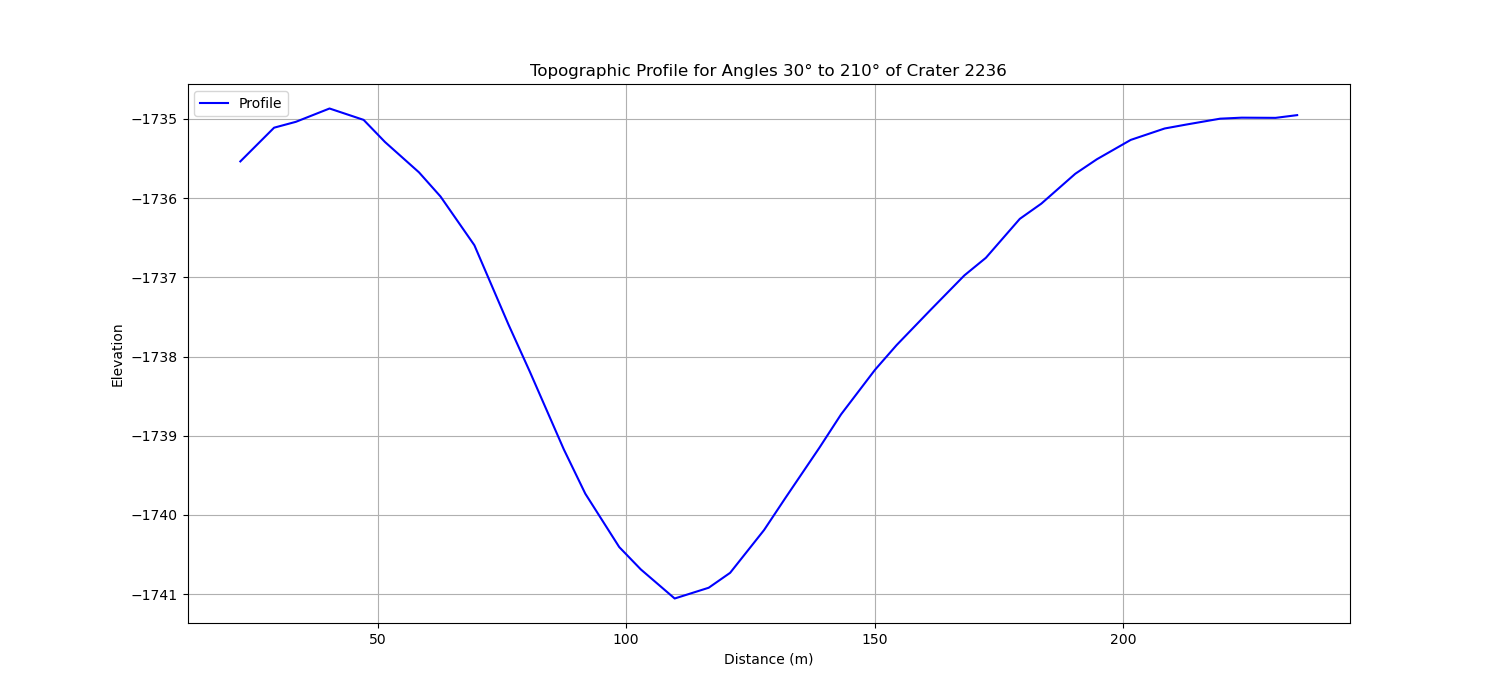 Topographic Profile for Angles 30° to 210° of Crater 2236
Profile
−1735
−1736
−1737
−1738
−1739
−1740
−1741
Elevation
50
100
150
200
Distance (m)